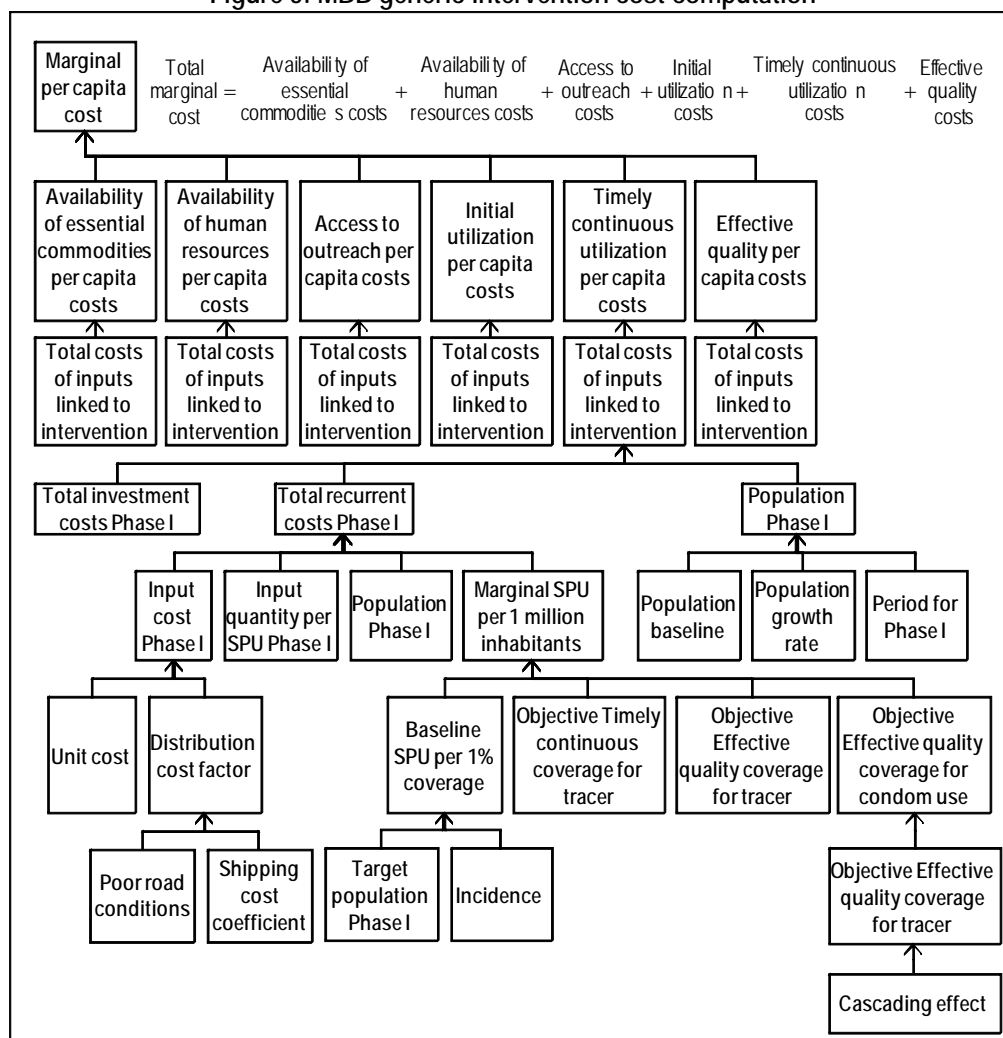 Figure 5: MBB generic intervention cost computation
Marginal
per capita
cost
Total
marginal =
cost
Availability of
essential
commoditie s costs
+
Availability of
human
resources costs
+
Access to
outreach
costs
+
Initial
utilizatio n
costs
+
Timely continuous
utilizatio n
costs
+
Effective
quality
costs
Availability
of essential
commodities
per capita
costs
Availability
of human
resources
per capita
costs
Access to
outreach per
capita costs
Initial
utilization
per capita
costs
Timely
continuous
utilization
per capita
costs
Effective
quality per
capita costs
Total costs
of inputs
linked to
intervention
Total costs
of inputs
linked to
intervention
Total costs
of inputs
linked to
intervention
Total costs
of inputs
linked to
intervention
Total costs
of inputs
linked to
intervention
Total costs
of inputs
linked to
intervention
Total investment
costs Phase I
Total recurrent
costs Phase I
Population
Phase I
Input
cost
Phase I
Input
quantity per
SPU Phase I
Population
Phase I
Marginal SPU
per 1 million
inhabitants
Population
baseline
Population
growth
rate
Period for
Phase I
Unit cost
Distribution
cost factor
Baseline
SPU per 1%
coverage
Objective Timely
continuous
coverage for
tracer
Objective
Effective
quality coverage
for tracer
Objective
Effective quality
coverage for
condom use
Poor road
conditions
Shipping
cost
coefficient
Target
population
Phase I
Incidence
Objective Effective
quality coverage
for tracer
Cascading effect